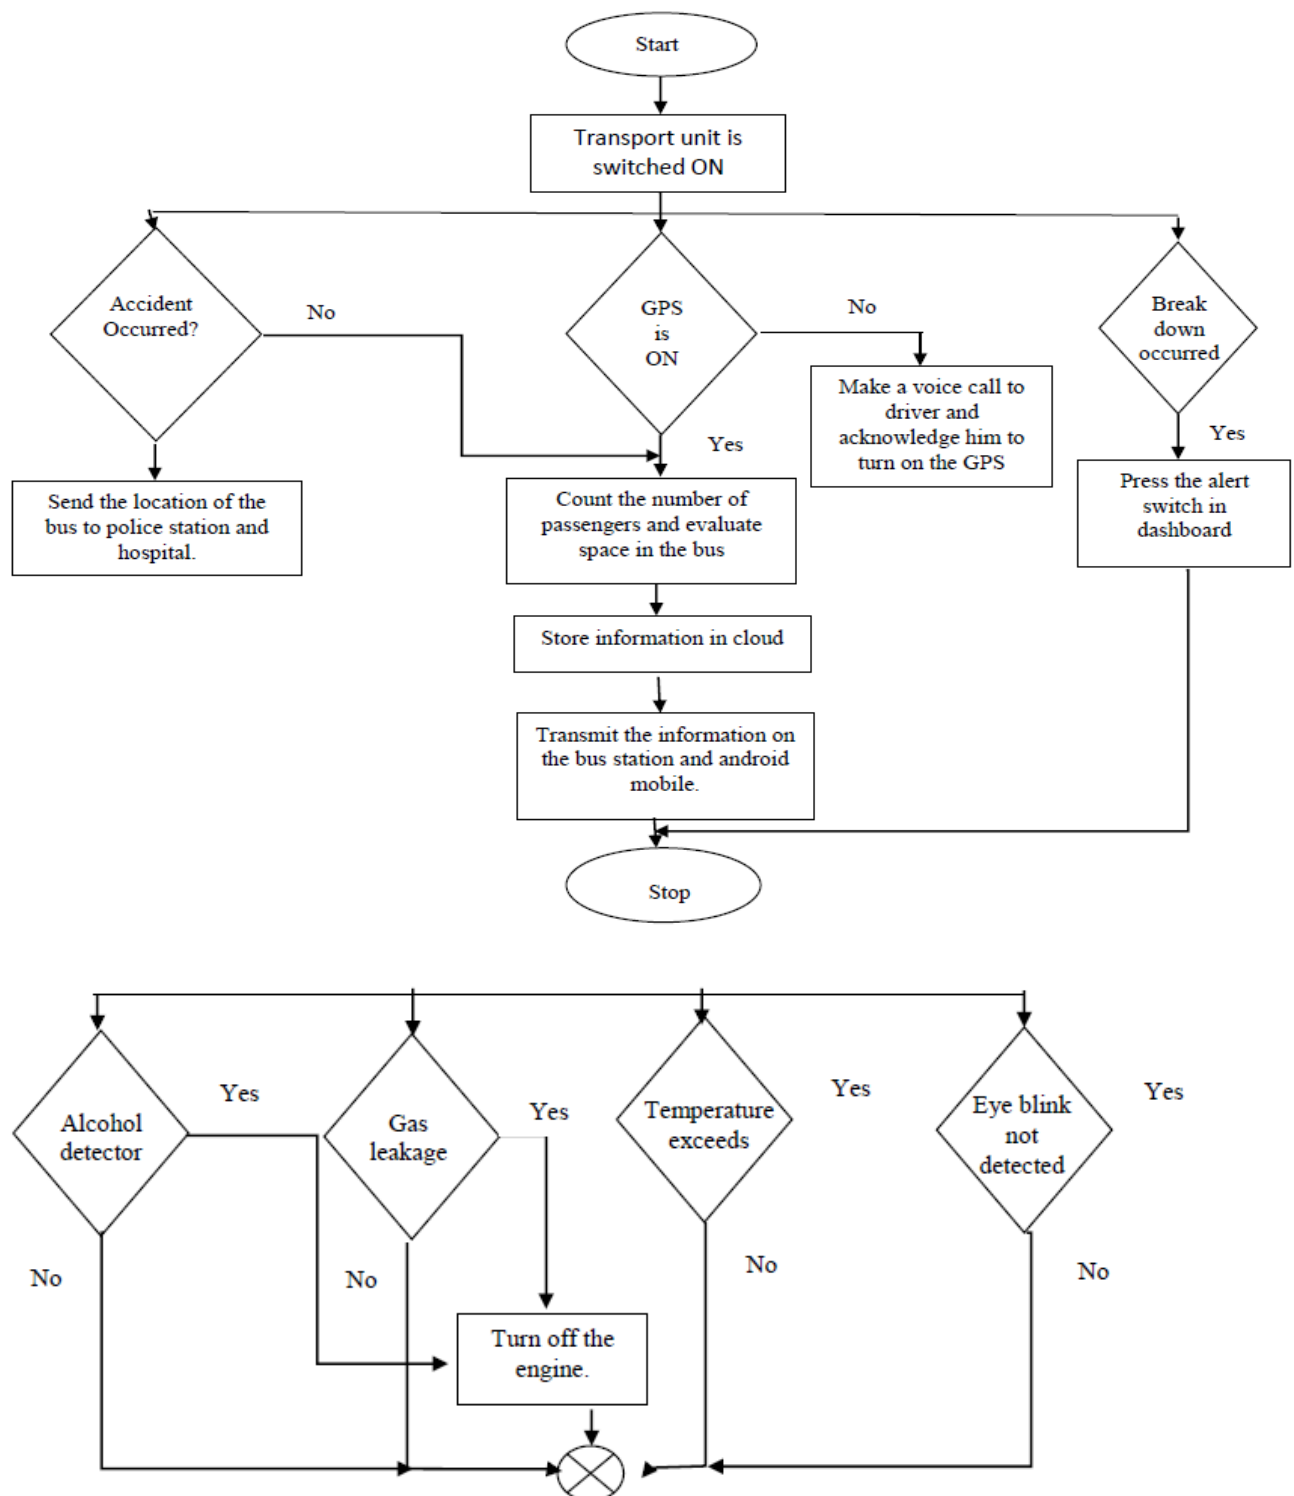 Start
Transport unit is
switched ON
Accident
Occurred?
No
GPS
is
ON
No
Break
down
occurred
Make a voice call to
driver and
acknowledge him to
turn on the GPS
Yes
Yes
Send the location of the
bus to police station and
hospital.
Count the number of
passengers and evaluate
space in the bus
Press the alert
switch in
dashboard
Store information in cloud
Transmit the information on
the bus station and android
mobile.
Stop
Alcohol
detector
Yes
Gas
leakage
Yes
Temperature
exceeds
Yes
Eye blink
not
detected
Yes
No
No
No
No
Turn off the
engine.